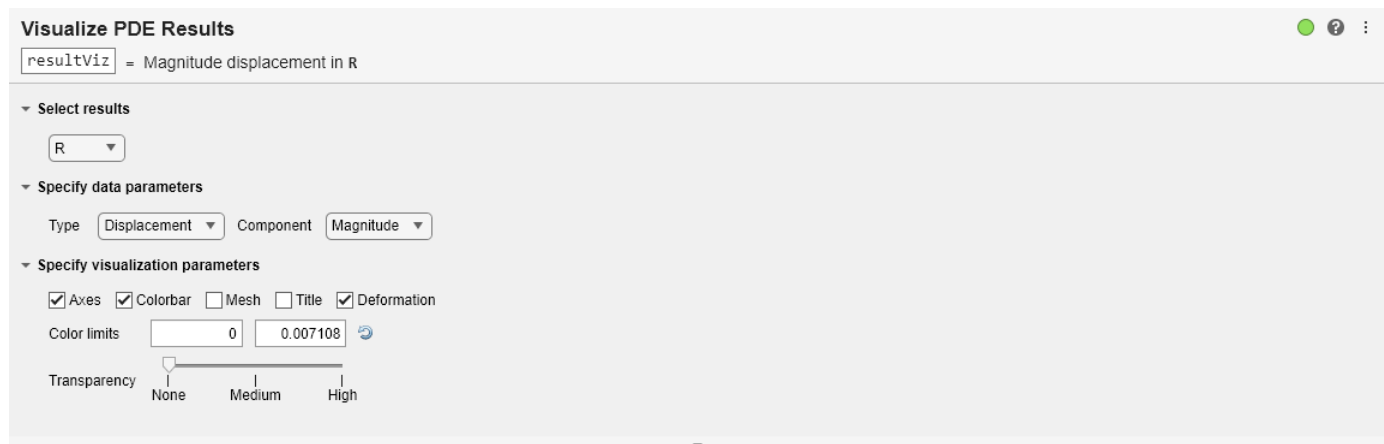 Visualize PDE Results
resultViz = Magnitude displacement in R
Select results
R
Specify data parameters
Type Displacement Component Magnitude
Specify visualization parameters
Axes Colorbar Mesh Title Deformation
Color limits 0 0.007108
Transparency
None Medium High